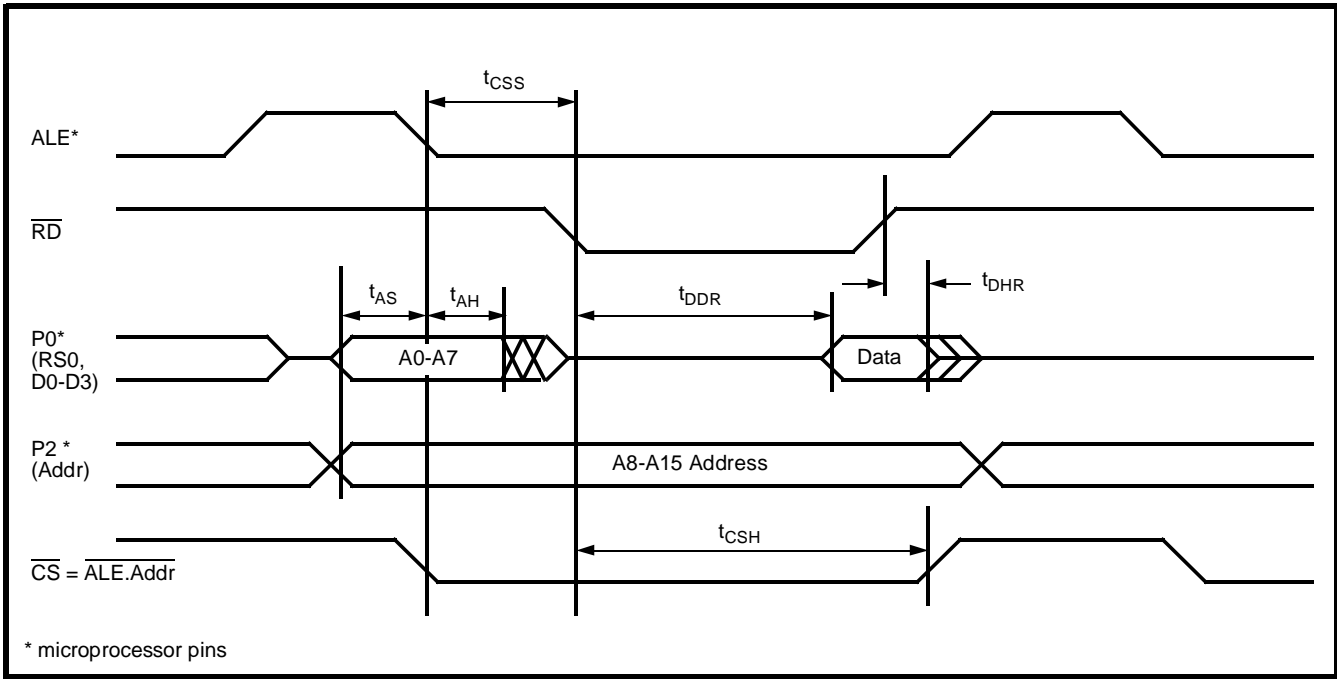 tCSS
ALE*
RD
tAS
tAH
tDDR
tDHR
P0*
(RS0,
D0-D3)
A0-A7
Data
P2 *
(Addr)
A8-A15 Address
tCSH
CS = ALE.Addr
* microprocessor pins